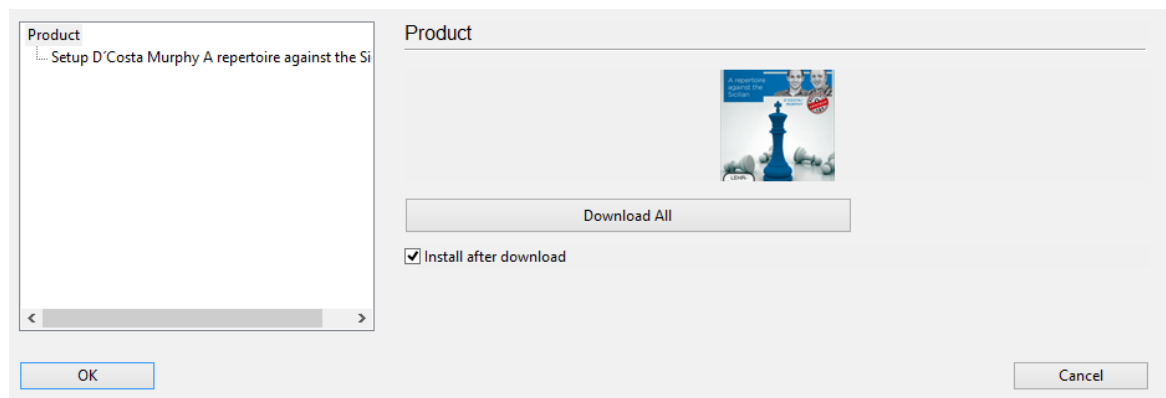 Product
Setup D´Costa Murphy A repertoire against the Si
Product
A repertoire
against the
Sicilian
Download All
Install after download
OK
Cancel